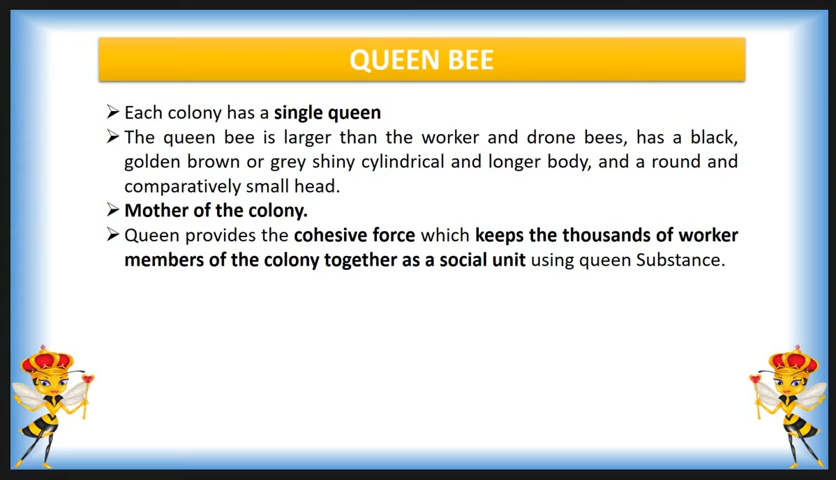 QUEEN BEE
➢ Each colony has a single queen
➢ The queen bee is larger than the worker and drone bees, has a black,
golden brown or grey shiny cylindrical and longer body, and a round and
comparatively small head.
➢ Mother of the colony.
➢ Queen provides the cohesive force which keeps the thousands of worker
members of the colony together as a social unit using queen Substance.